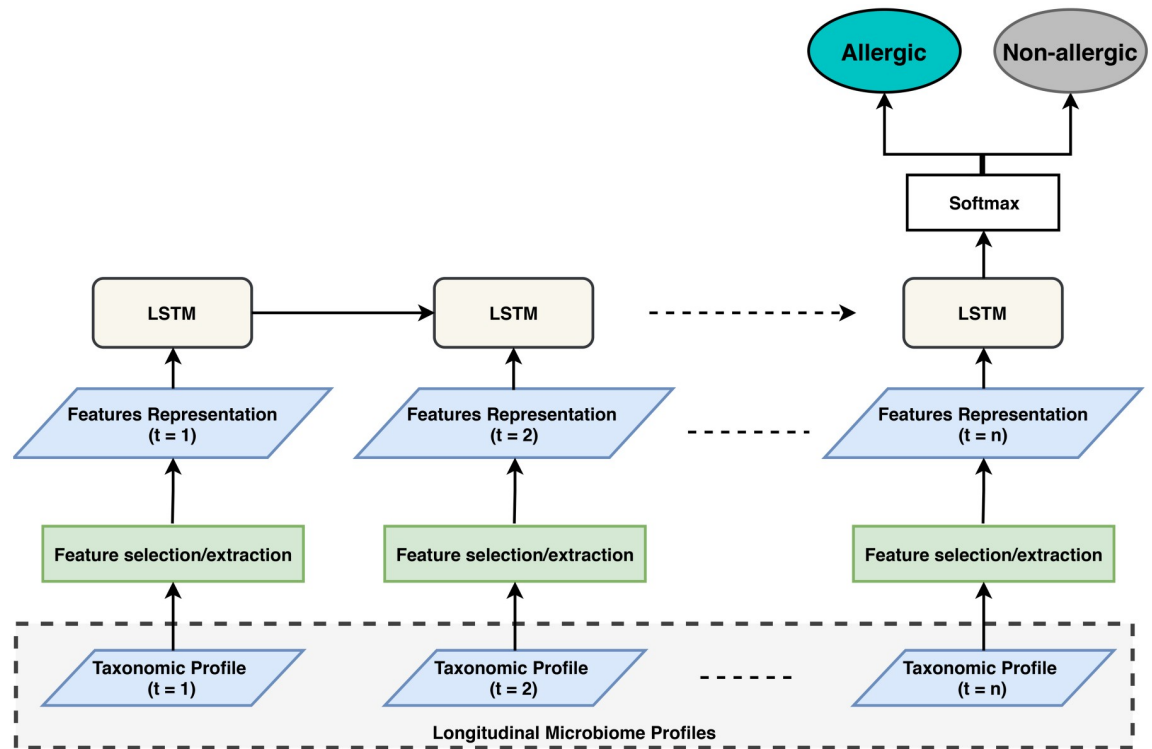 Allergic
Non-allergic
Softmax
LSTM
LSTM
LSTM
Features Representation
(t = 1)
Features Representation
(t = 2)
Features Representation
(t = n)
Feature selection/extraction
Feature selection/extraction
Feature selection/extraction
Taxonomic Profile
(t = 1)
Taxonomic Profile
(t = 2)
Taxonomic Profile
(t = n)
Longitudinal Microbiome Profiles